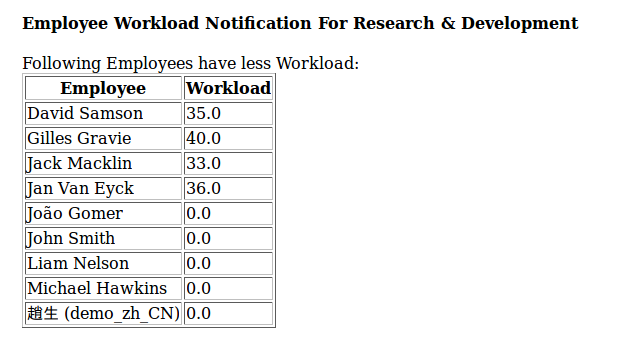 Employee Workload Notification For Research & Development
Following Employees have less Workload:
Employee Workload
David Samson 35.0
Gilles Gravie 40.0
Jack Macklin 33.0
Jan Van Eyck 36.0
João Gomer 0.0
John Smith 0.0
Liam Nelson 0.0
Michael Hawkins 0.0
趙生 (demo_zh_CN) 0.0